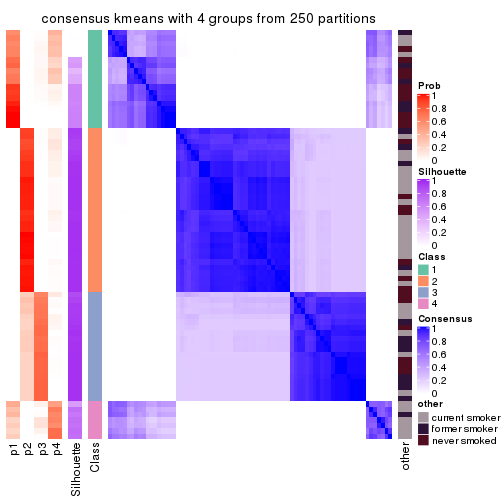 consensus kmeans with 4 groups from 250 partitions
Prob
1
0.8
0.6
0.4
0.2
0
Silhouette
1
0.8
0.6
0.4
0.2
0
Class
1
2
3
4
Consensus
1
0.8
0.6
0.4
0.2
0
other
current smoker
former smoker
never smoked
p1
p2
p3
p4
Silhouette
Class
other